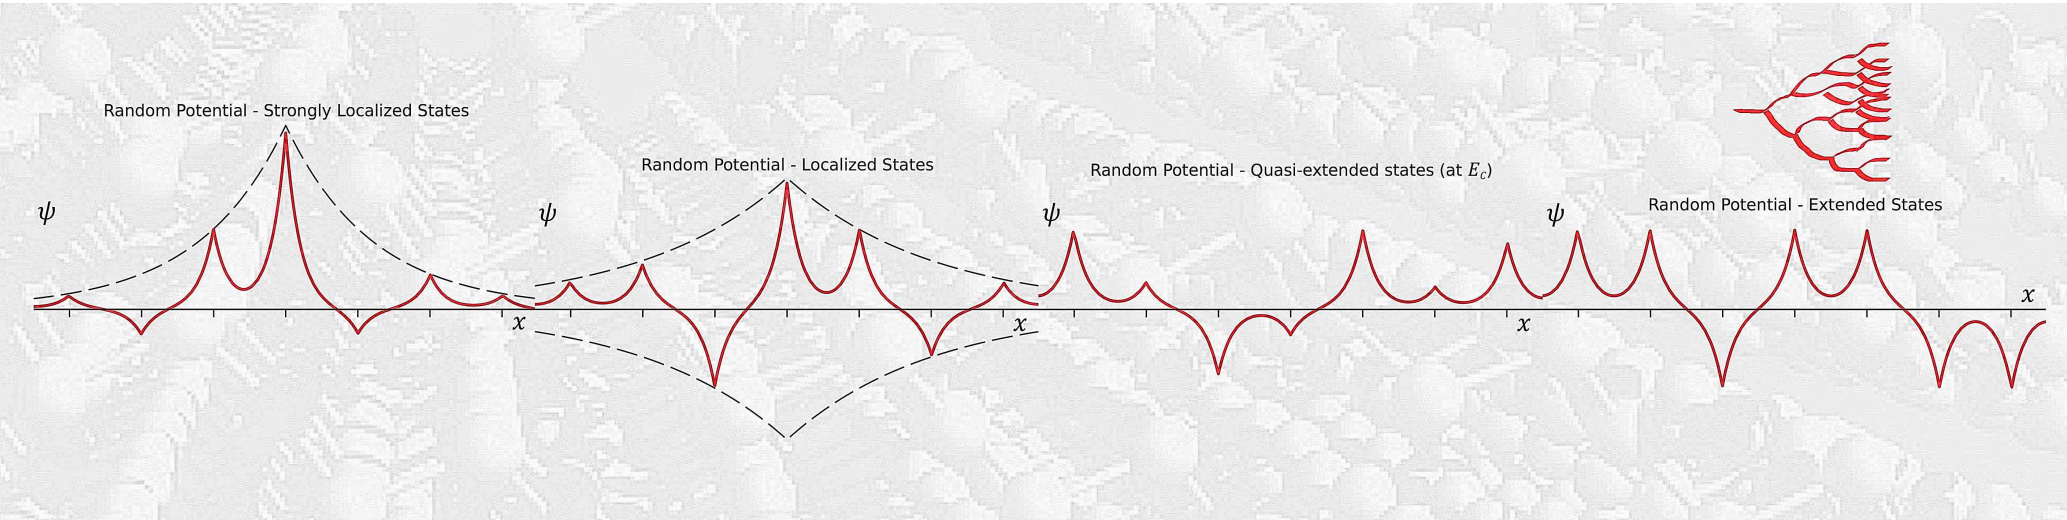 Random Potential - Strongly Localized States
ψ
x
Random Potential - Localized States
ψ
x
Random Potential - Quasi-extended states (at E_C)
ψ
x
Random Potential - Extended States
ψ
x